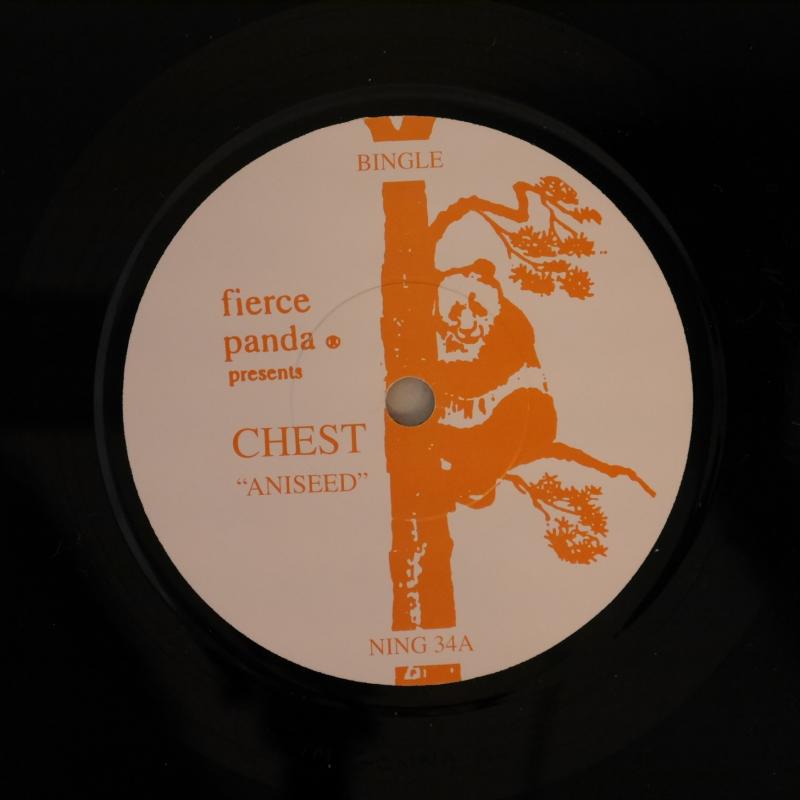 BINGLE
fierce
panda ®
presents
CHEST
“ANISEED”
NING 34A